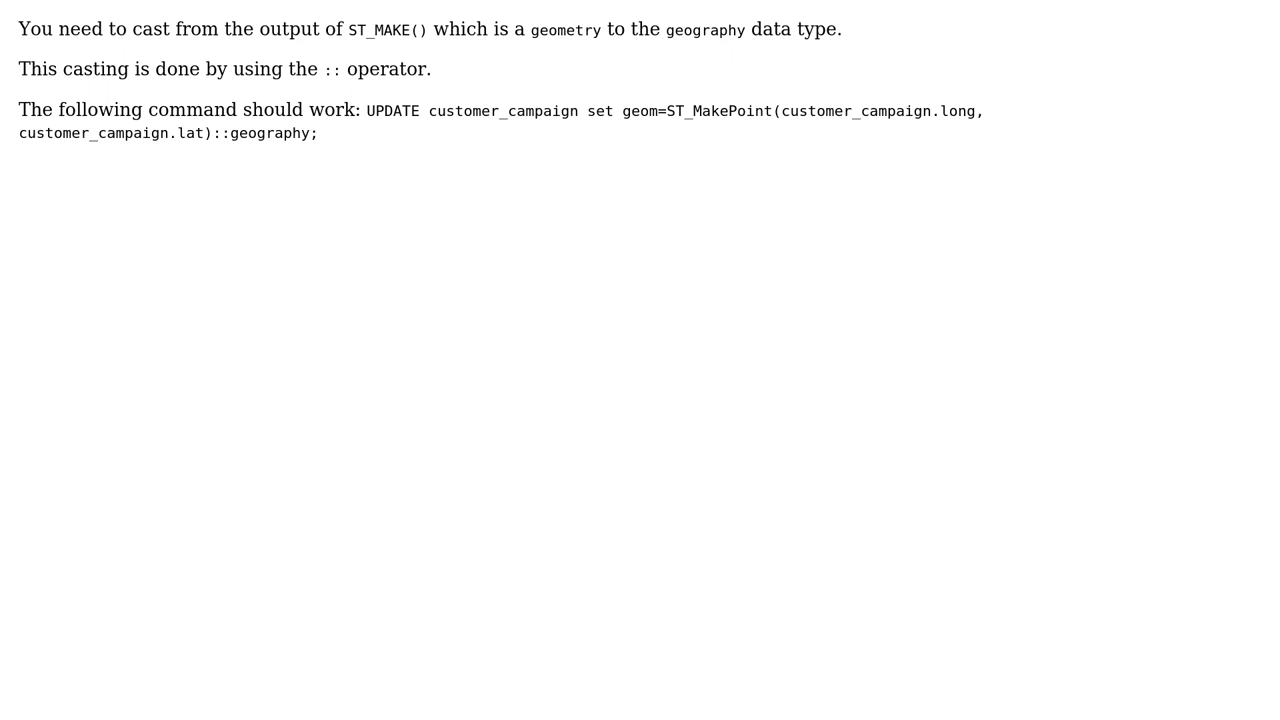 You need to cast from the output of ST_MAKE() which is a geometry to the geography data type.
This casting is done by using the :: operator.
The following command should work: UPDATE customer_campaign set geom=ST_MakePoint(customer_campaign.long,
customer_campaign.lat)::geography;